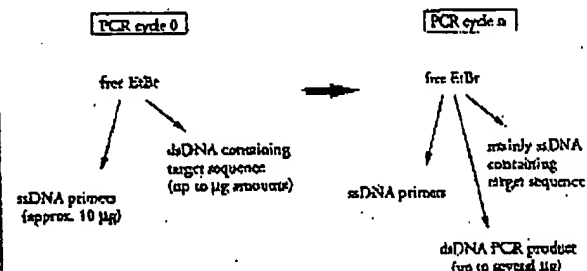 PCR cycle 0
free EtBr
dsDNA containing
target sequence
(up to µg amounts)
ssDNA primers
(approx. 10 µg)
PCR cycle n
free EtBr
mainly ssDNA
containing
target sequence
ssDNA primers
dsDNA PCR product
(up to several µg)